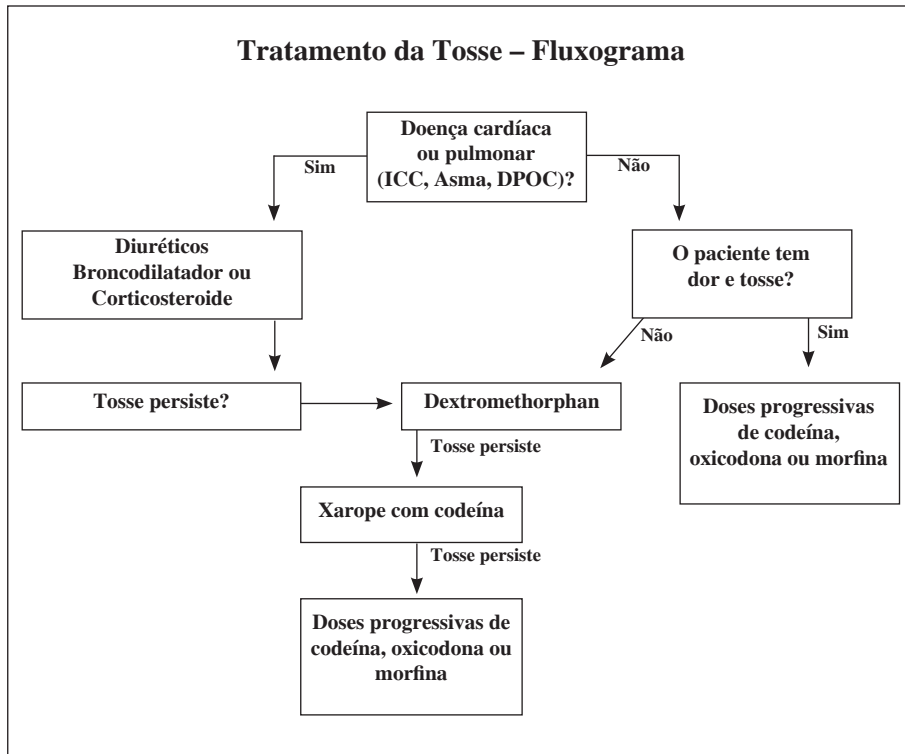 Tratamento da Tosse – Fluxograma
Doença cardíaca
ou pulmonar
(ICC, Asma, DPOC)?
Sim
Não
Diuréticos
Broncodilatador ou
Corticosteroide
O paciente tem
dor e tosse?
Não
Sim
Tosse persiste?
Dextromethorphan
Doses progressivas
de codeína,
oxicodona ou morfina
Tosse persiste
Xarope com codeína
Tosse persiste
Doses progressivas de
codeína, oxicodona ou
morfina